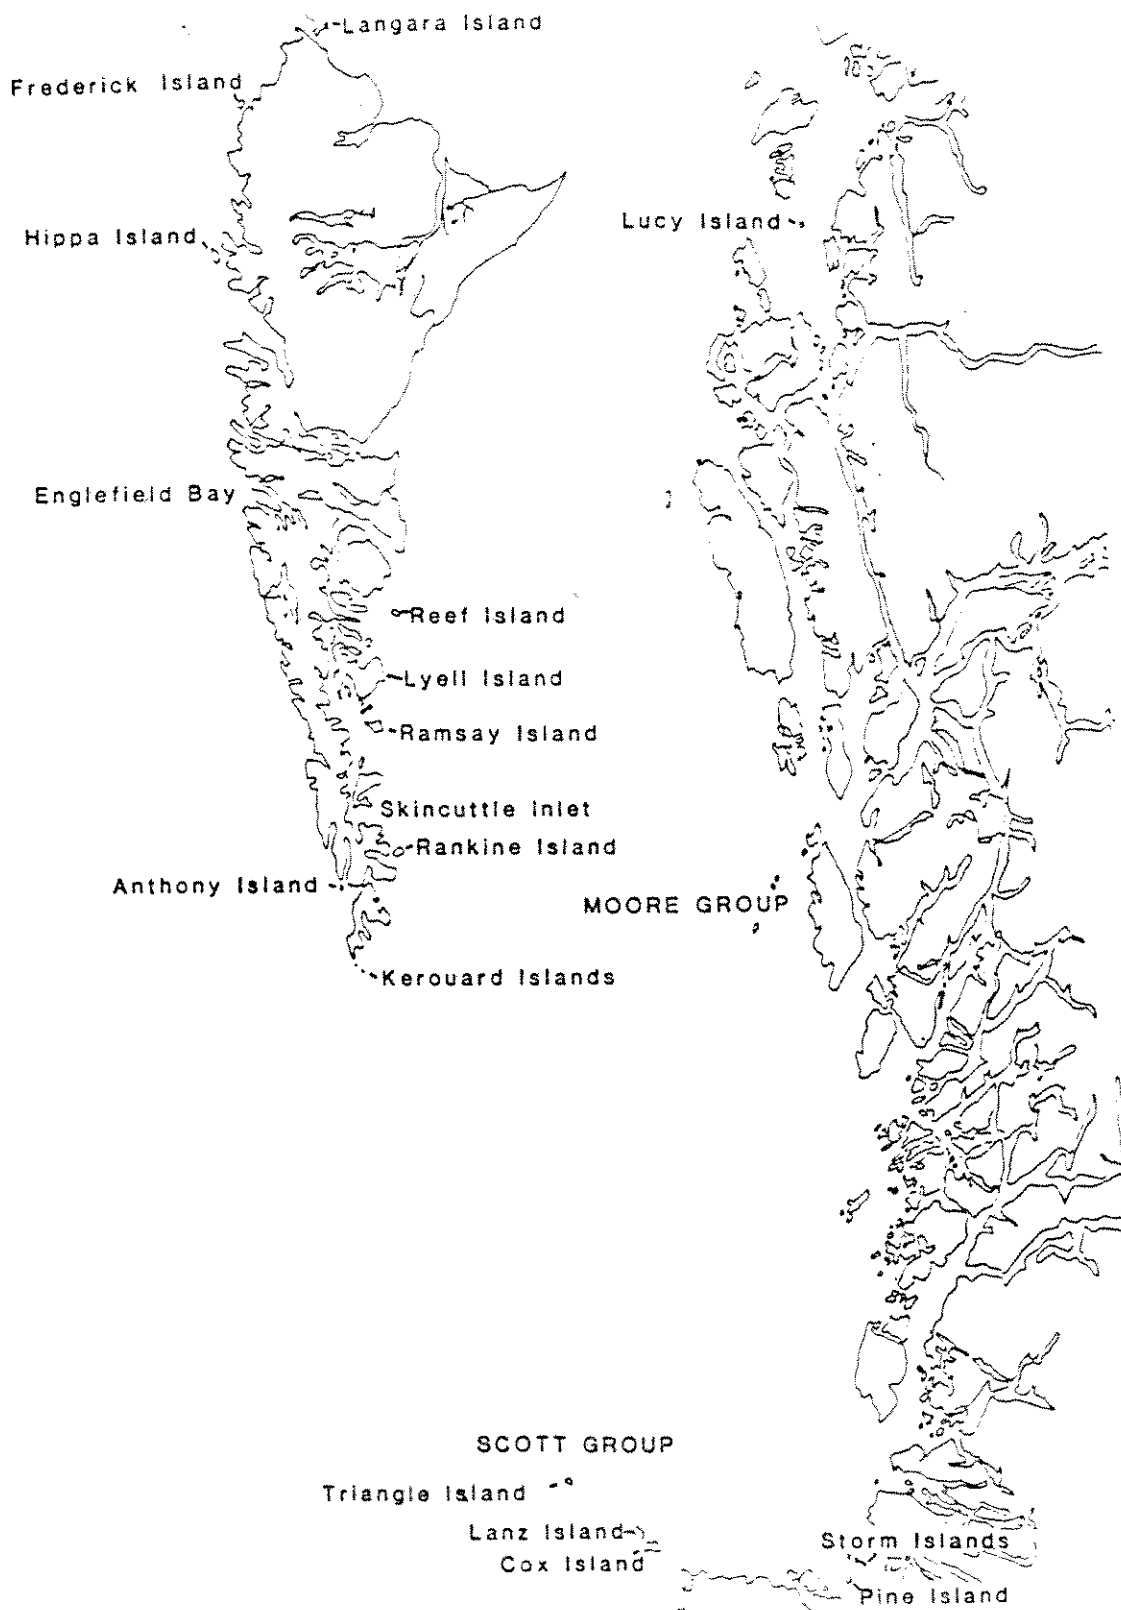 Langara Island
Frederick Island
Lucy Island
Hippa Island
Englefield Bay
Reef Island
Lyell Island
Ramsay Island
Skincuttle Inlet
Rankine Island
Anthony Island
MOORE GROUP
Kerouard Islands
SCOTT GROUP
Triangle Island
Lanz Island
Storm Islands
Cox Island
Pine Island